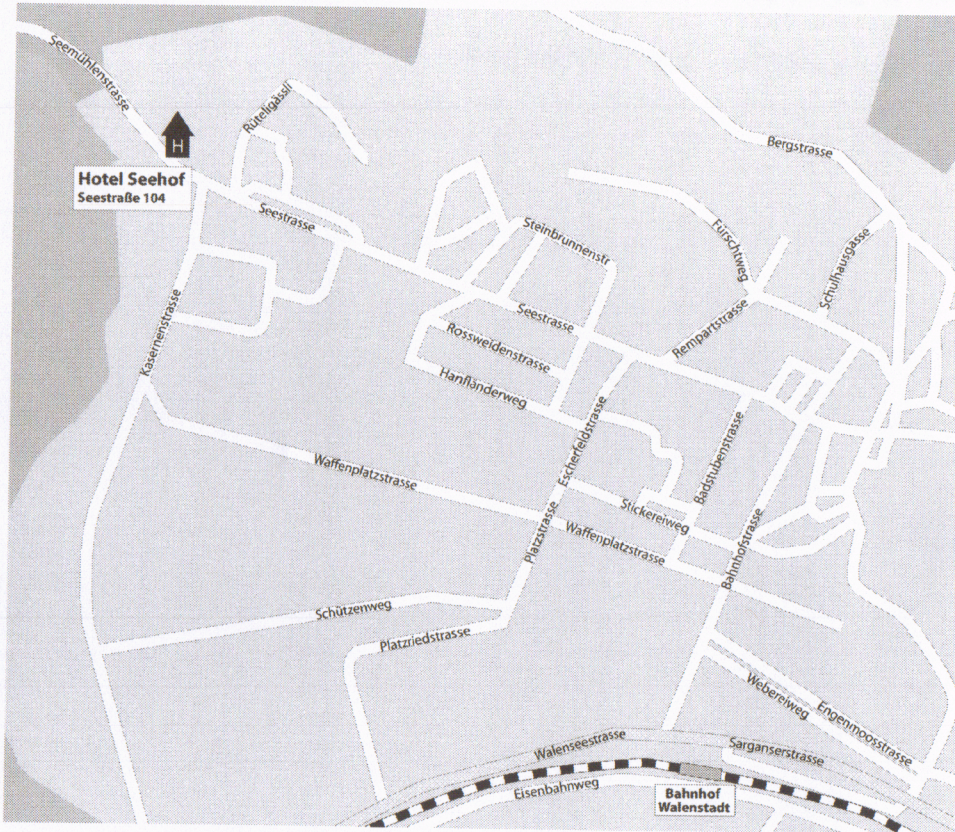 Seemühlenstrasse
Rüteligässli
H
Hotel Seehof
Seestraße 104
Seestrasse
Bergstrasse
Steinbrunnenstr
Fürschtweg
Schulhausgasse
Kasernenstrasse
Seestrasse
Rempartstrasse
Rossweidenstrasse
Hanfländerweg
Escherfeldstrasse
Badstubenstrasse
Waffenplatzstrasse
Stickereiweg
Platzstrasse
Waffenplatzstrasse
Bahnhofstrasse
Schützenweg
Platzriedstrasse
Webereiweg
Engenmoosstrasse
Walenseestrasse
Sarganserstrasse
Eisenbahnweg
Bahnhof
Walenstadt